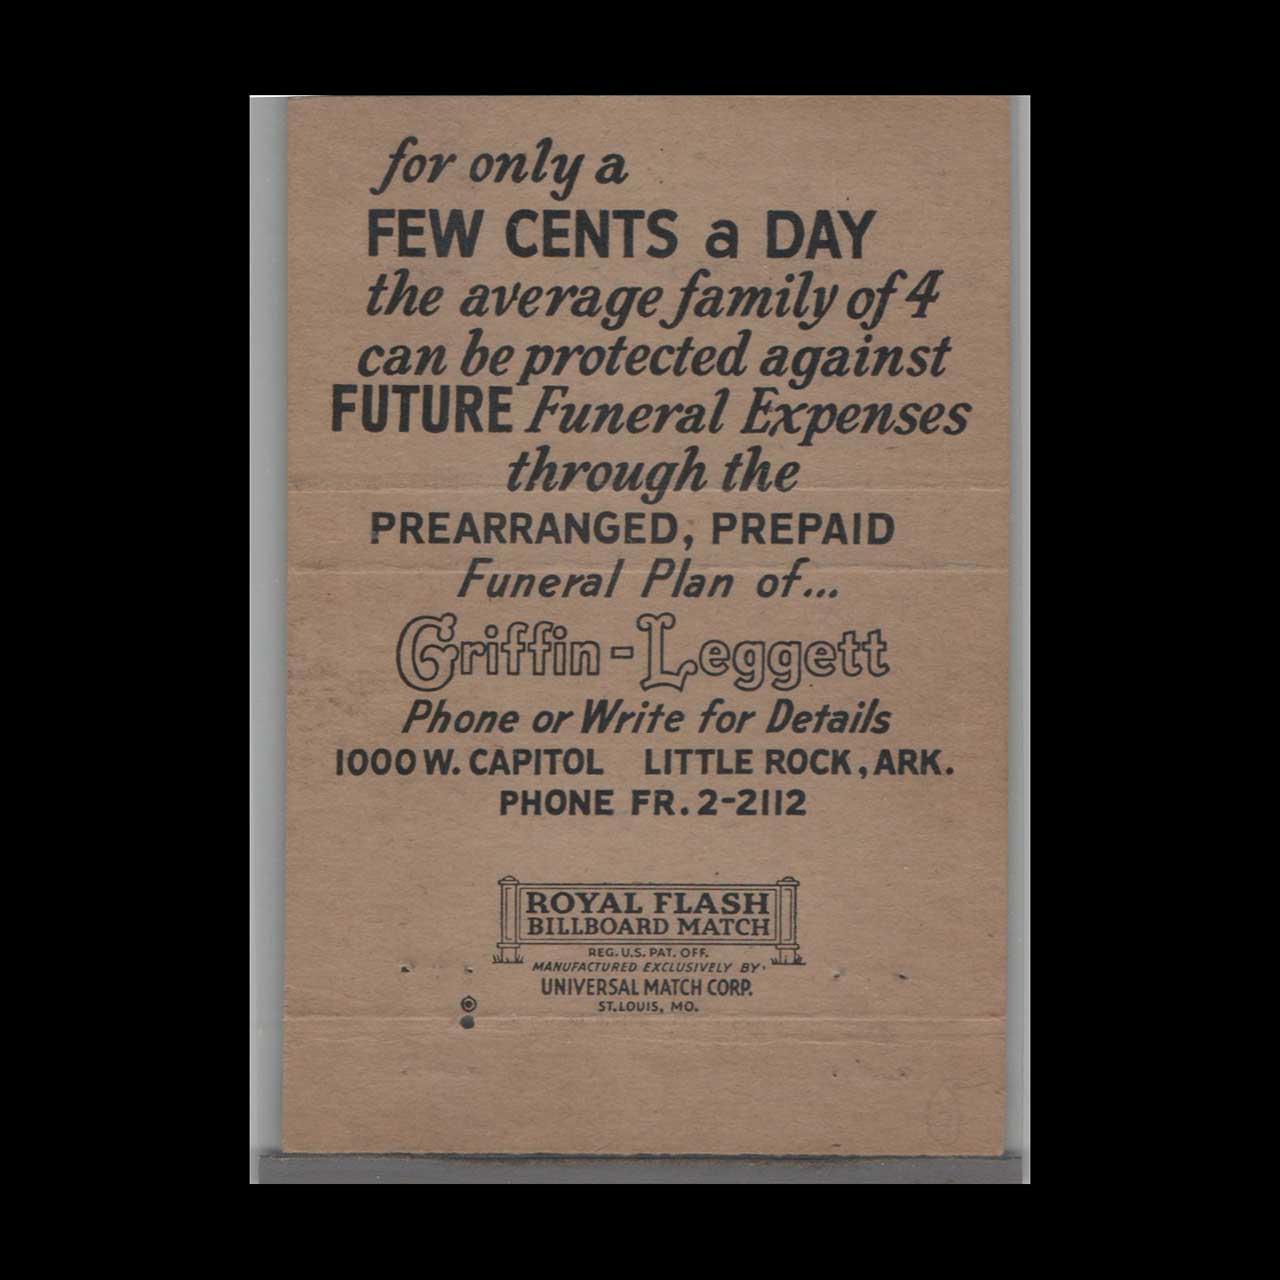 for only a
FEW CENTS a DAY
the average family of 4
can be protected against
FUTURE Funeral Expenses
through the
PREARRANGED, PREPAID
Funeral Plan of...
Griffin-Leggett
Phone or Write for Details
1000 W. CAPITOL LITTLE ROCK, ARK.
PHONE FR. 2-2112
ROYAL FLASH
BILLBOARD MATCH
REG. U.S. PAT. OFF.
MANUFACTURED EXCLUSIVELY BY.
UNIVERSAL MATCH CORP.
ST. LOUIS, MO.